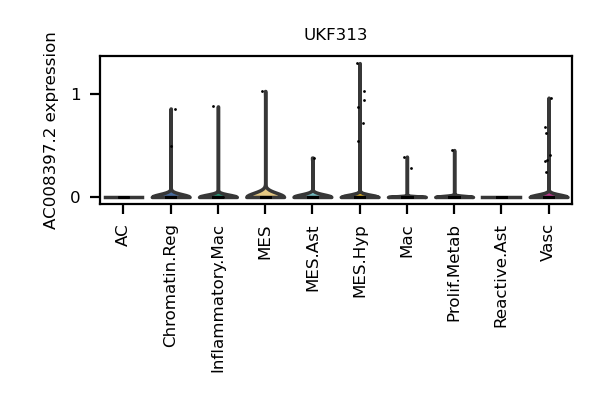 UKF313
AC008397.2 expression
1
0
AC
Chromatin.Reg
Inflammatory.Mac
MES
MES.Ast
MES.Hyp
Mac
Prolif.Metab
Reactive.Ast
Vasc